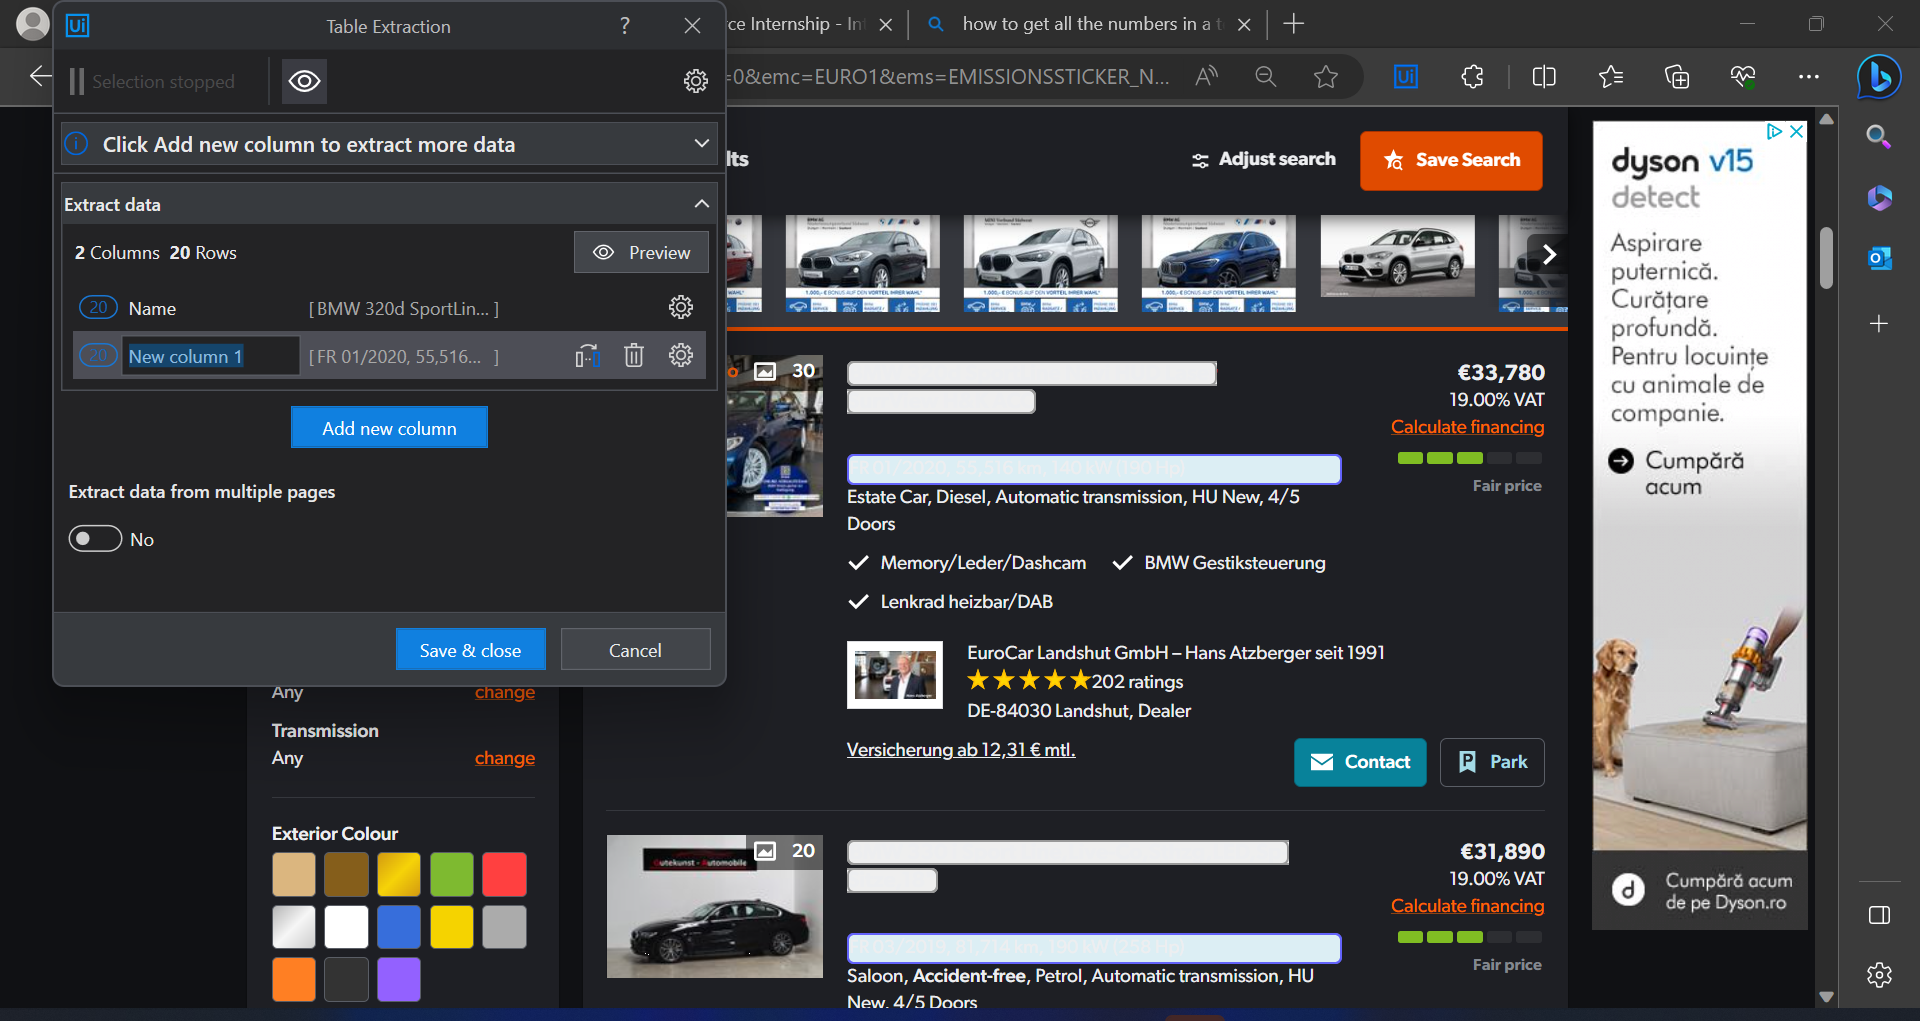 Ui
Table Extraction
?
rce Internship - In
how to get all the numbers in a t
Selection stopped
=0&emc=EURO1&ems=EMISSIONSSTICKER_N...
Ui
Click Add new column to extract more data
lts
Adjust search
Save Search
Extract data
2 Columns 20 Rows
Preview
20 Name [ BMW 320d SportLin... ]
20 New column 1 [ FR 01/2020, 55,516... ]
Add new column
Extract data from multiple pages
No
Save & close
Cancel
Any
change
Transmission
Any
change
Exterior Colour
30
€33,780
19.00% VAT
Calculate financing
Fair price
FR 01/2020, 55,516 km, 140 kW (190 Hp)
Estate Car, Diesel, Automatic transmission, HU New, 4/5
Doors
Memory/Leder/Dashcam
BMW Gestiksteuerung
Lenkrad heizbar/DAB
EuroCar Landshut GmbH – Hans Atzberger seit 1991
202 ratings
DE-84030 Landshut, Dealer
Versicherung ab 12,31 € mtl.
Contact
Park
Gutekunst - Automobile
20
€31,890
19.00% VAT
Calculate financing
Fair price
FR 03/2019, 81,714 km, 190 kW (258 Hp)
Saloon, Accident-free, Petrol, Automatic transmission, HU
New, 4/5 Doors
dyson v15
detect
Aspirare
puternică.
Curățare
profundă.
Pentru locuințe
cu animale de
companie.
Cumpără
acum
d
Cumpără acum
de pe Dyson.ro